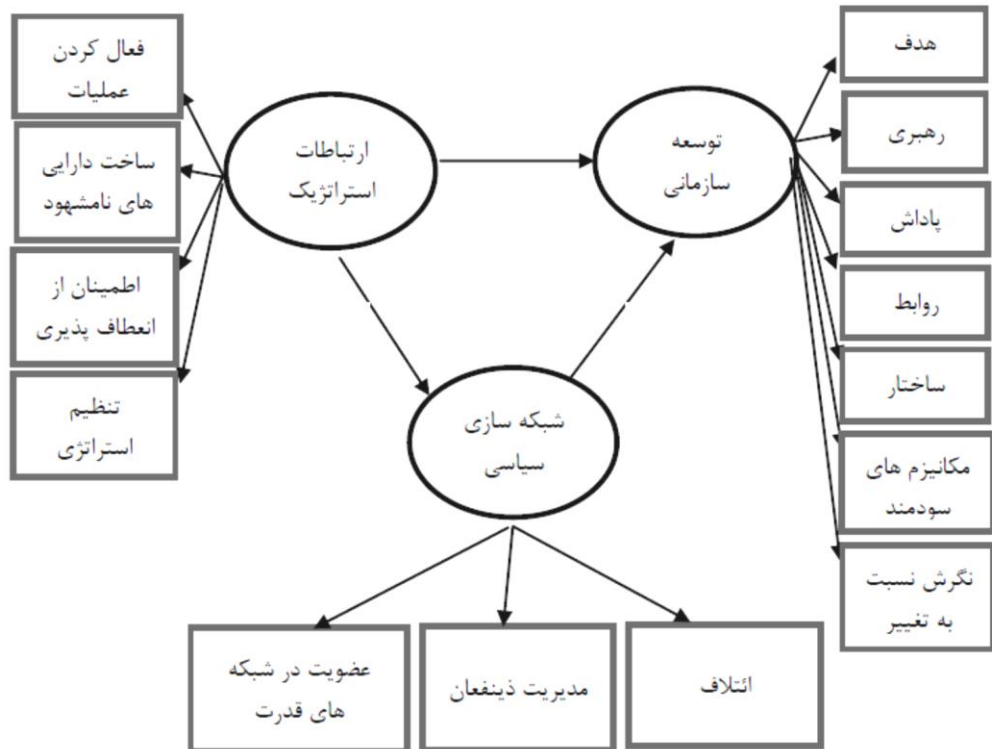 هدف
رهبری
پاداش
روابط
ساختار
مکانیزم های
سودمند
نگرش نسبت
به تغییر
توسعه
سازمانی
ارتباطات
استراتژیک
فعال کردن
عملیات
ساخت دارایی
های نامشهود
اطمینان از
انعطاف پذیری
تنظیم
استراتژی
شبکه سازی
سیاسی
ائتلاف
مدیریت ذینفعان
عضویت در شبکه
های قدرت